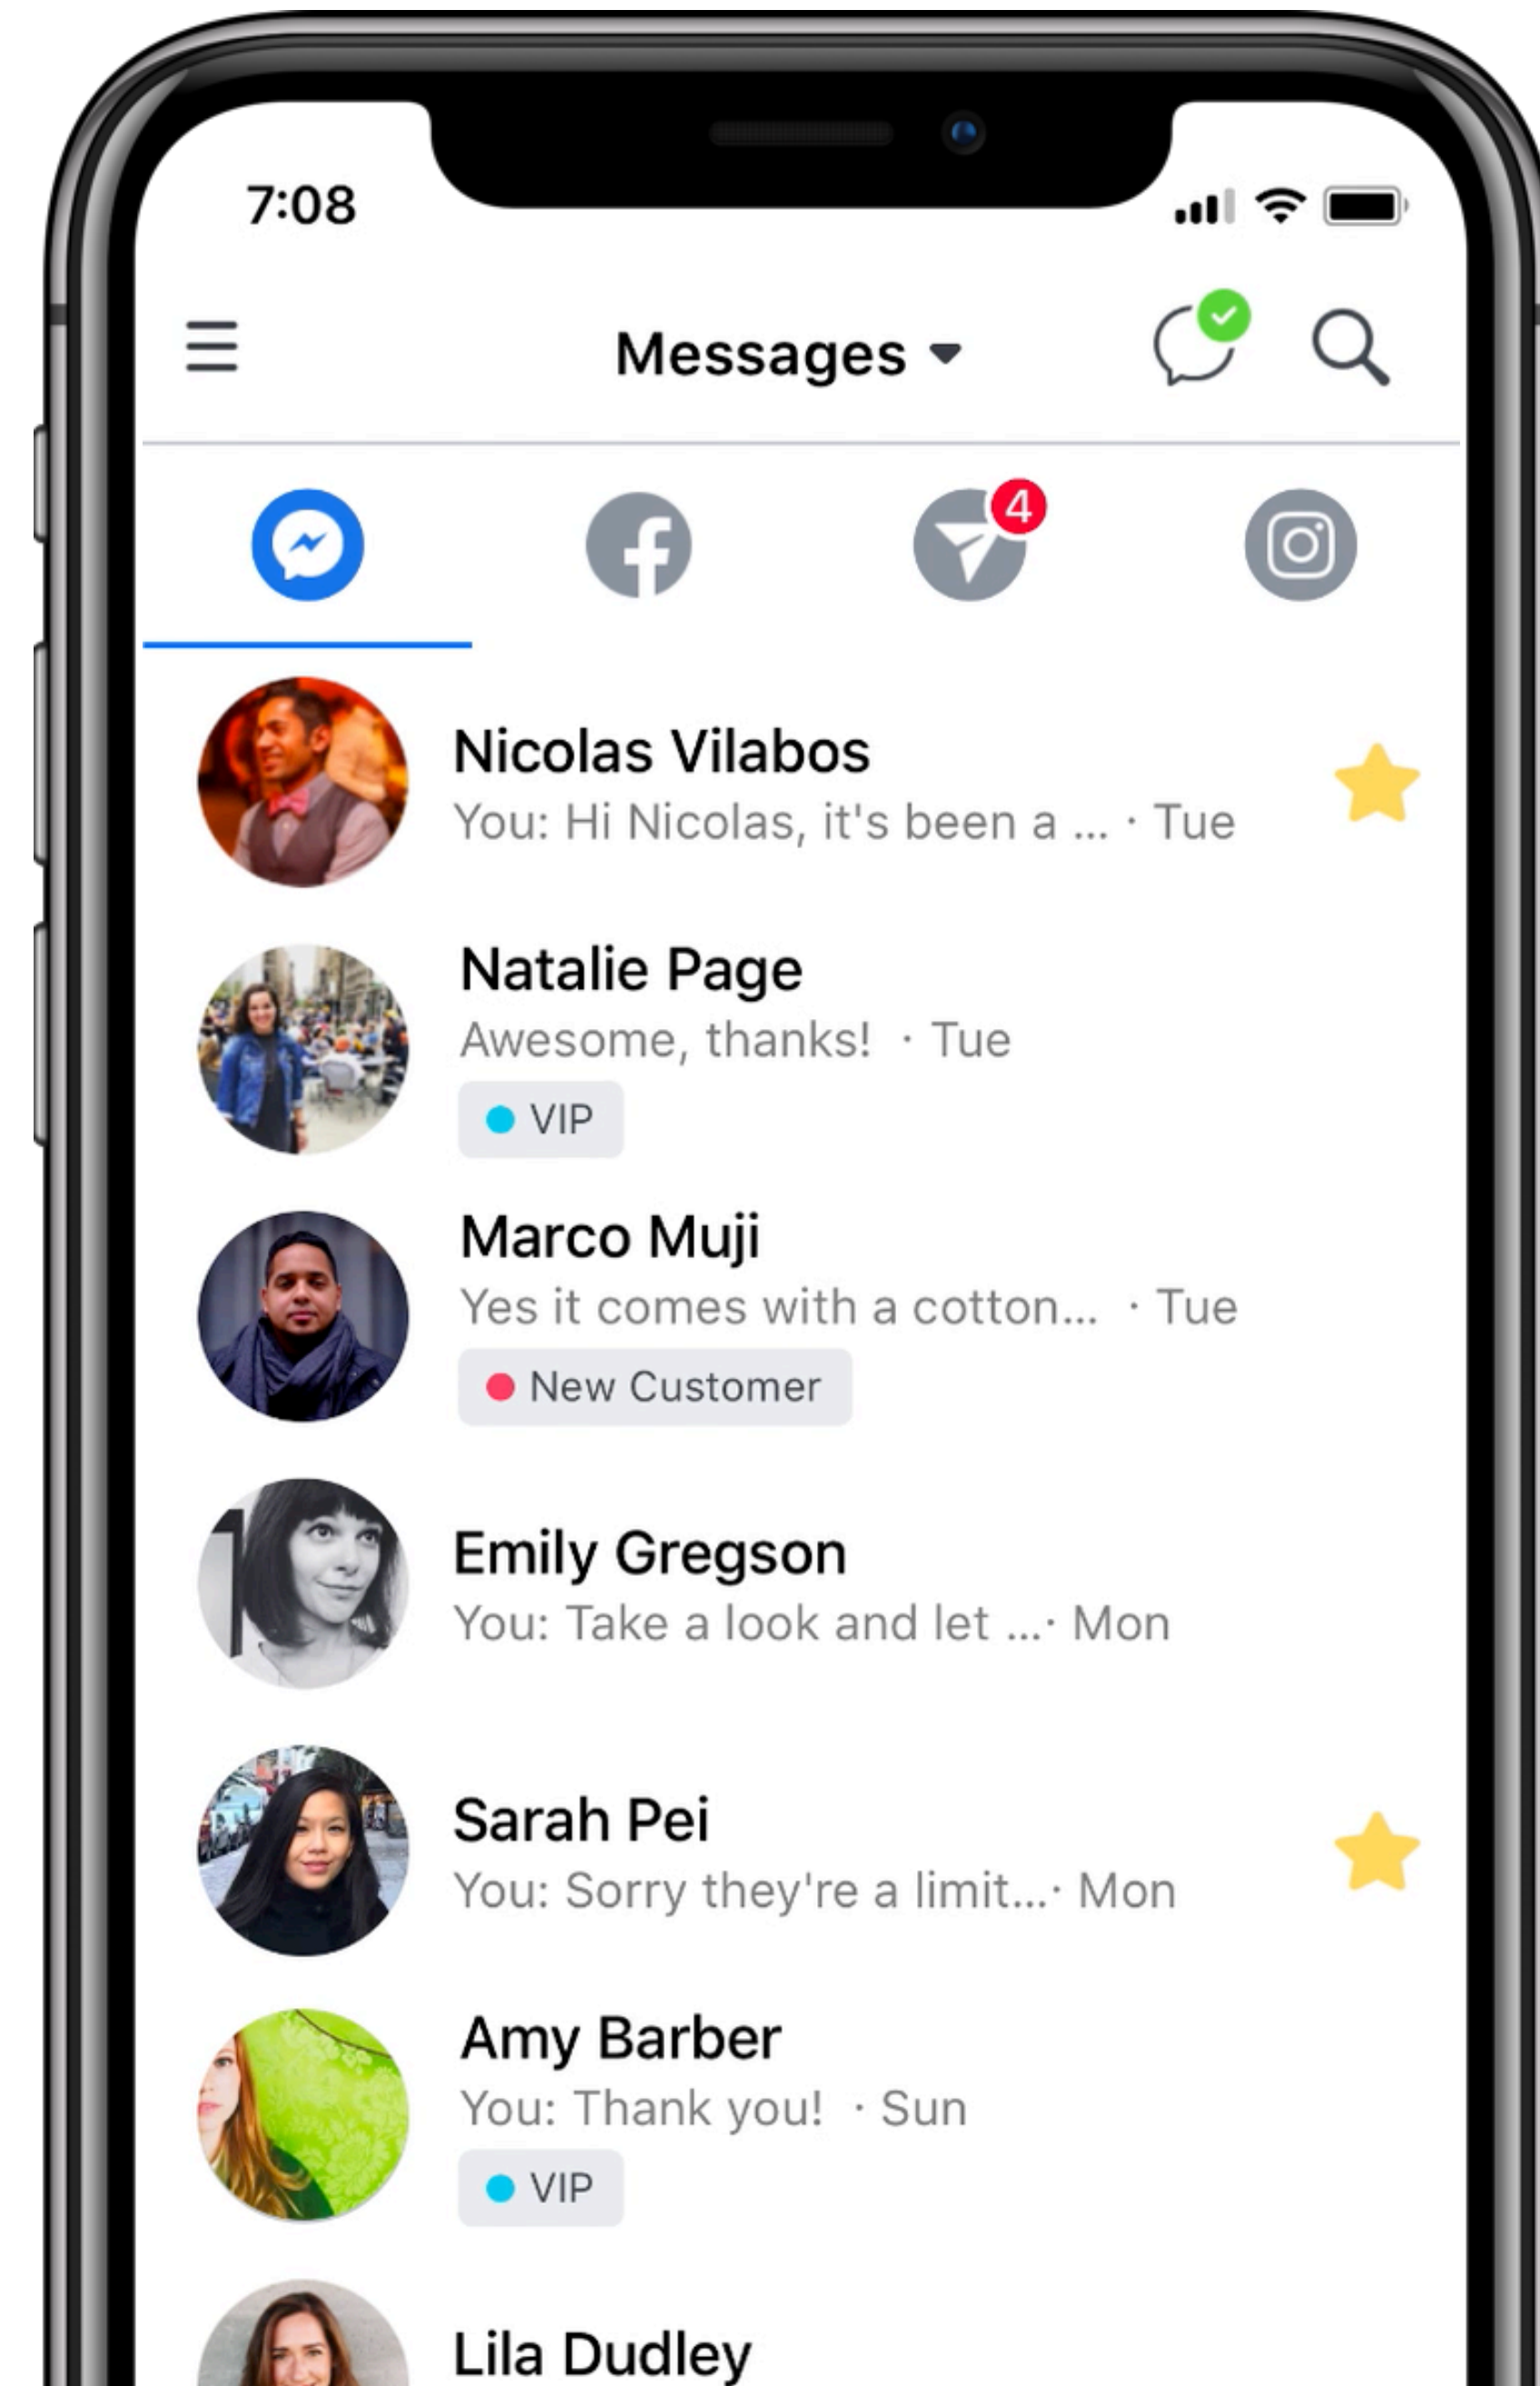 7:08
Messages
4
Nicolas Vilabos
You: Hi Nicolas, it's been a ... · Tue
Natalie Page
Awesome, thanks! · Tue
VIP
Marco Muji
Yes it comes with a cotton... · Tue
New Customer
Emily Gregson
You: Take a look and let ...· Mon
Sarah Pei
You: Sorry they're a limit...· Mon
Amy Barber
You: Thank you! · Sun
VIP
Lila Dudley